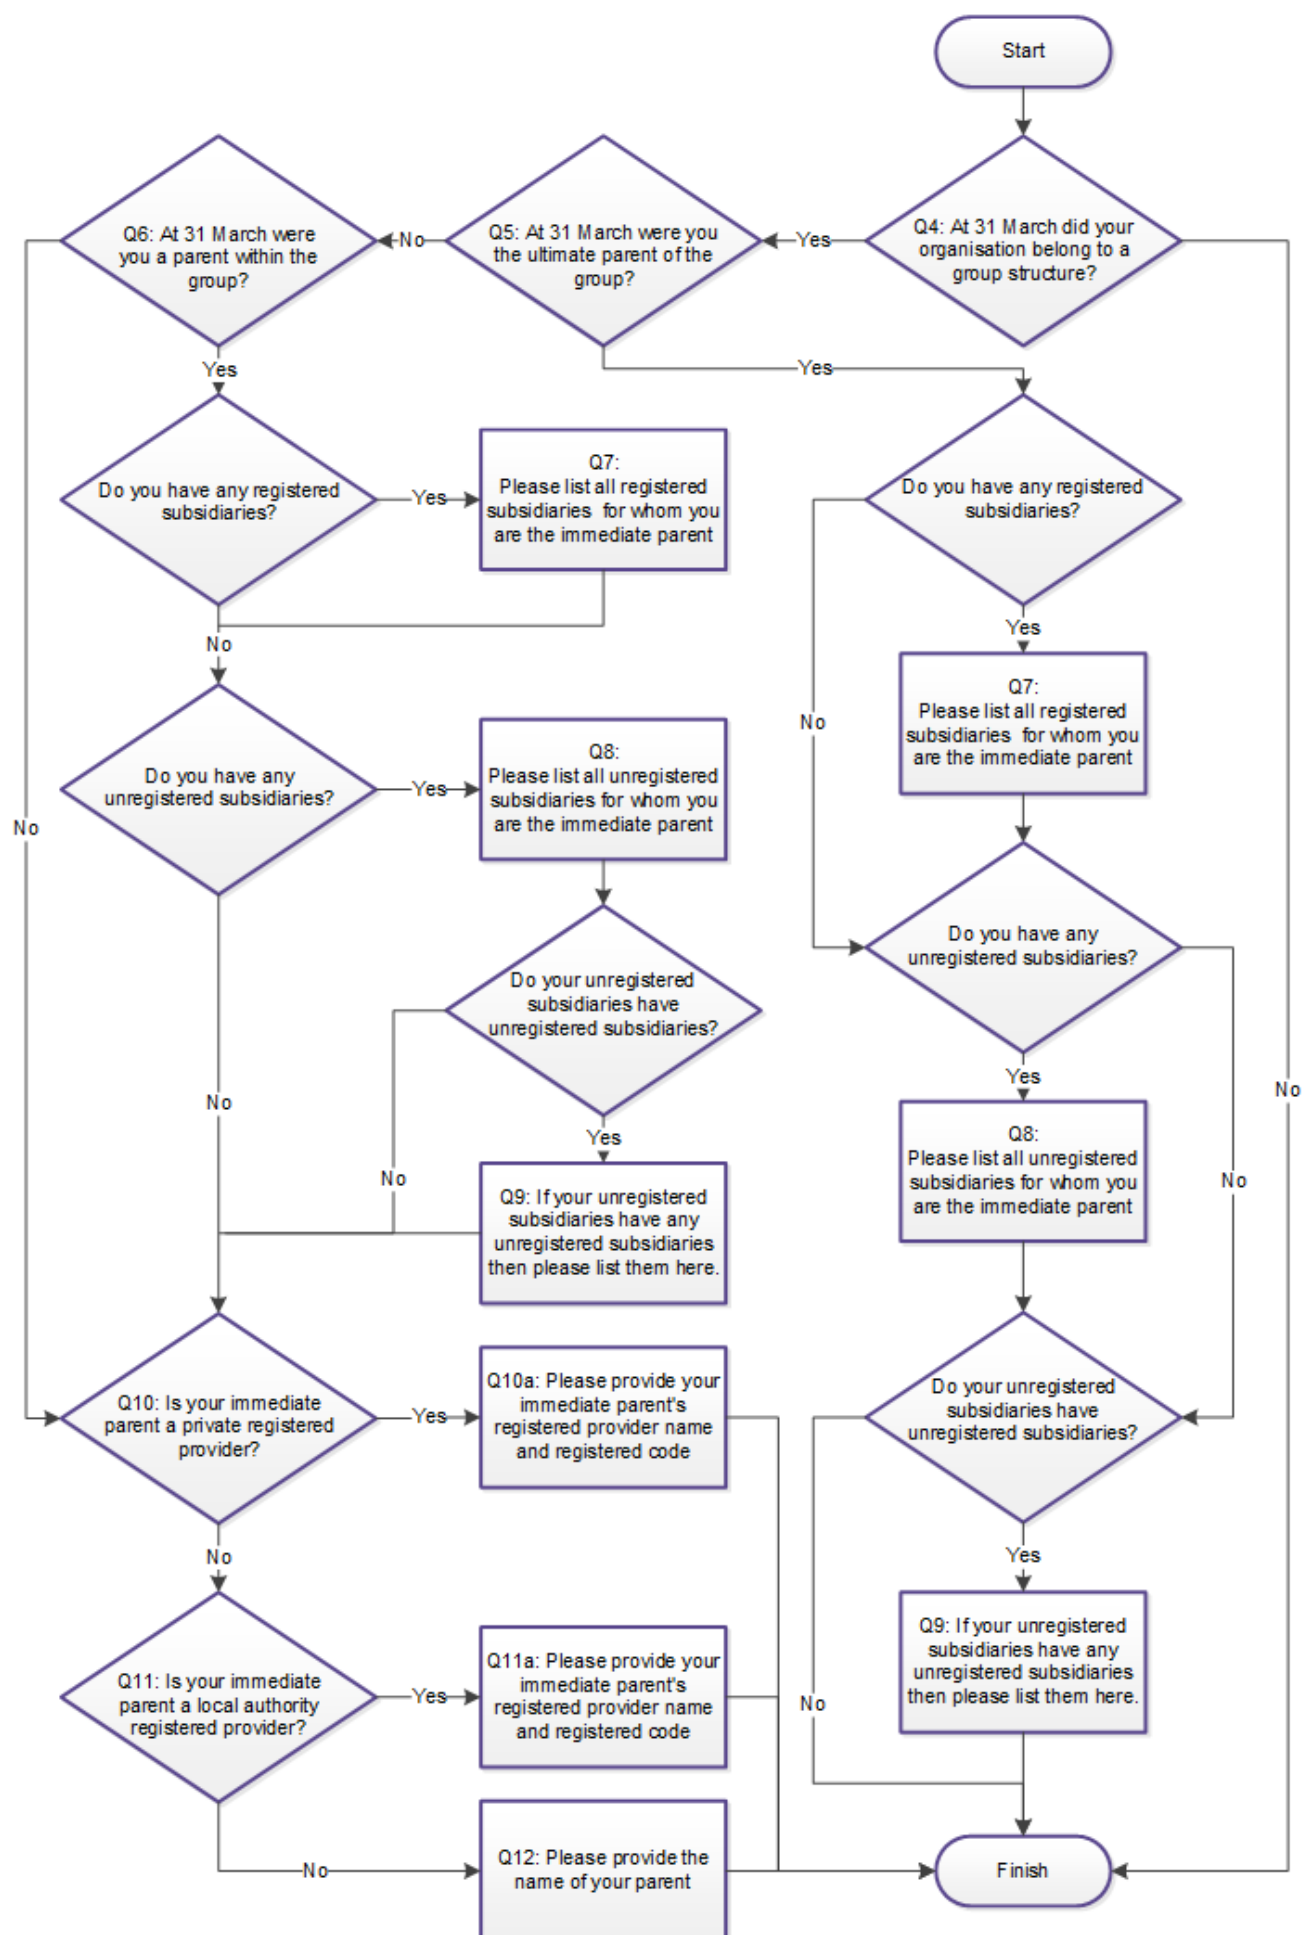 Start
Q4: At 31 March did your
organisation belong to a
group structure?
Yes
No
Q5: At 31 March were you
the ultimate parent of the
group?
No
Yes
Q6: At 31 March were
you a parent within the
group?
Yes
No
Do you have any registered
subsidiaries?
Yes
Q7:
Please list all registered
subsidiaries for whom you
are the immediate parent
No
Do you have any
unregistered subsidiaries?
Yes
Q8:
Please list all unregistered
subsidiaries for whom you
are the immediate parent
No
Do your unregistered
subsidiaries have
unregistered subsidiaries?
Yes
No
Q9: If your unregistered
subsidiaries have any
unregistered subsidiaries
then please list them here.
Q10: Is your immediate
parent a private registered
provider?
Yes
Q10a: Please provide your
immediate parent's
registered provider name
and registered code
No
Q11: Is your immediate
parent a local authority
registered provider?
Yes
Q11a: Please provide your
immediate parent's
registered provider name
and registered code
No
Q12: Please provide the
name of your parent
Do you have any registered
subsidiaries?
Yes
No
Q7:
Please list all registered
subsidiaries for whom you
are the immediate parent
Do you have any
unregistered subsidiaries?
Yes
No
Q8:
Please list all unregistered
subsidiaries for whom you
are the immediate parent
Do your unregistered
subsidiaries have
unregistered subsidiaries?
Yes
No
Q9: If your unregistered
subsidiaries have any
unregistered subsidiaries
then please list them here.
Finish